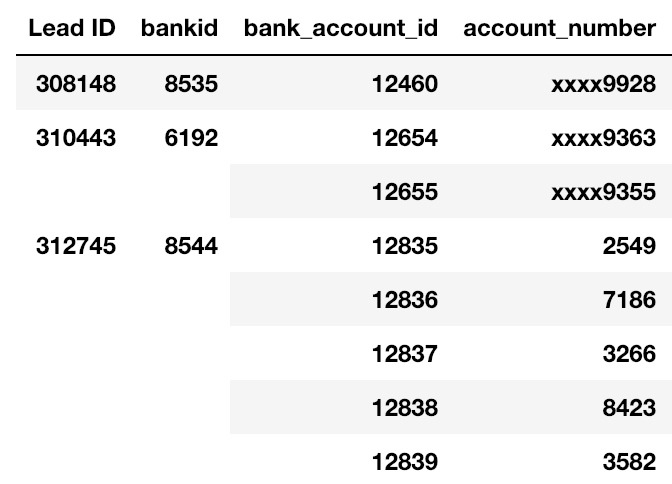 Lead ID bankid bank_account_id account_number
308148 8535 12460 xxxx9928
310443 6192 12654 xxxx9363
12655 xxxx9355
312745 8544 12835 2549
12836 7186
12837 3266
12838 8423
12839 3582